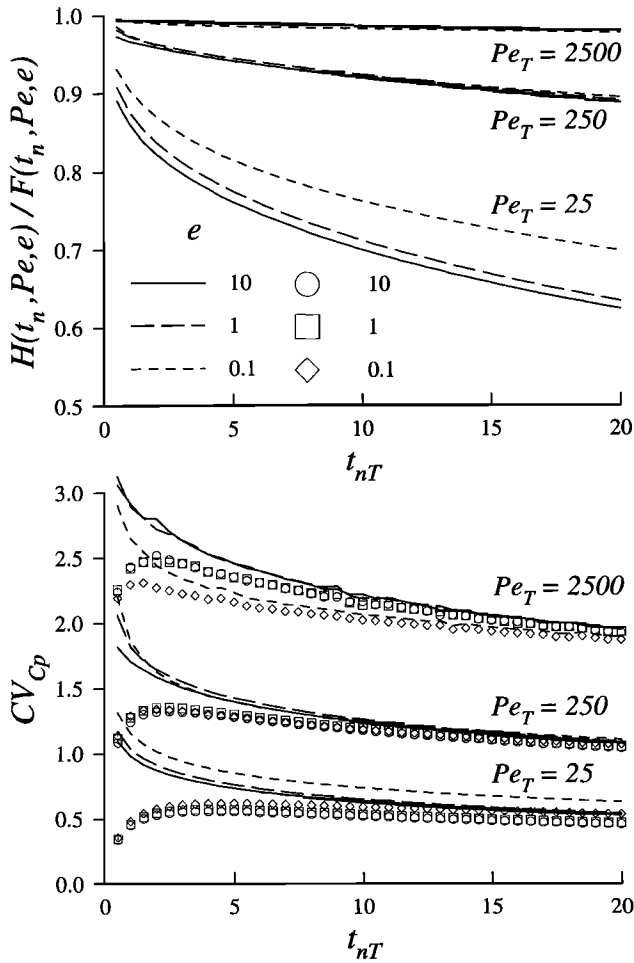 H(t_n, Pe, e) / F(t_n, Pe, e)
1.0
0.9
0.8
0.7
0.6
0.5
Pe_T = 2500
Pe_T = 250
Pe_T = 25
e
10 10
1 1
0.1 0.1
0 5 10 15 20
t_nT
CV_Cp
3.0
2.5
2.0
1.5
1.0
0.5
0.0
Pe_T = 2500
Pe_T = 250
Pe_T = 25
0 5 10 15 20
t_nT